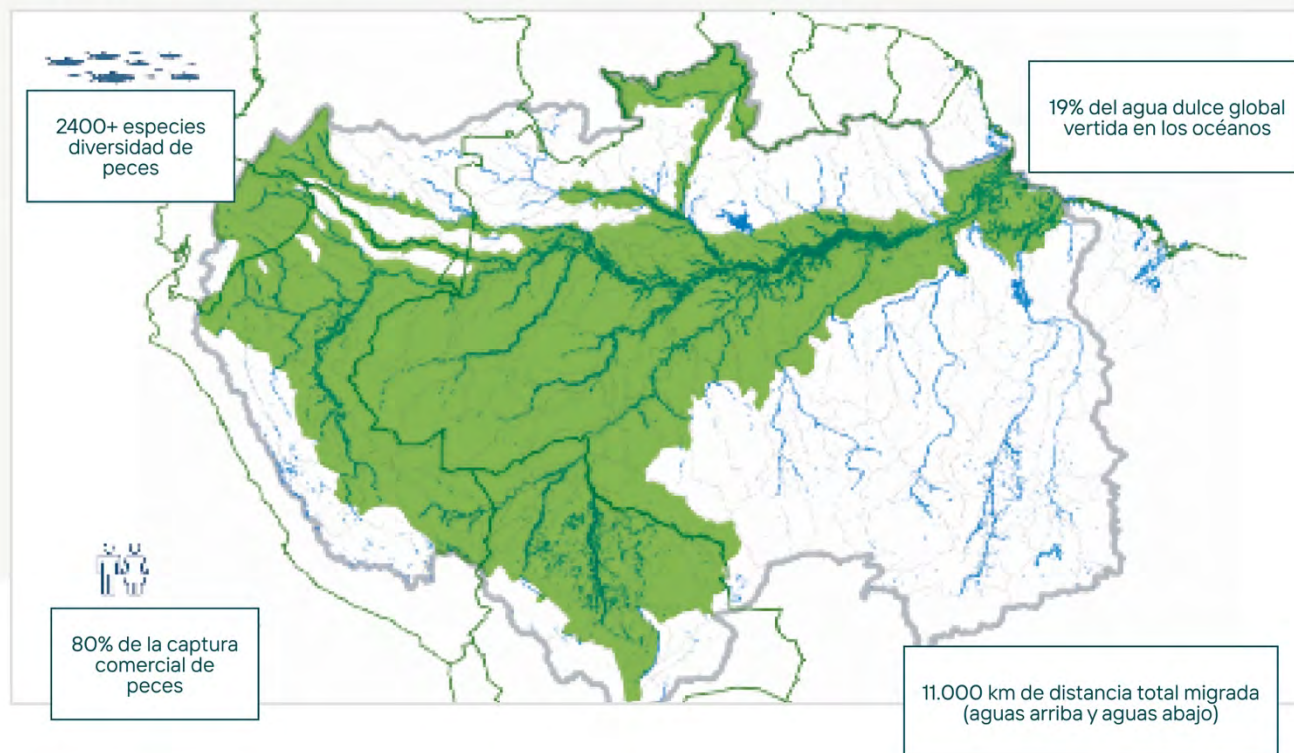 2400+ especies
diversidad de
peces
19% del agua dulce global
vertida en los océanos
80% de la captura
comercial de
peces
11.000 km de distancia total migrada
(aguas arriba y aguas abajo)